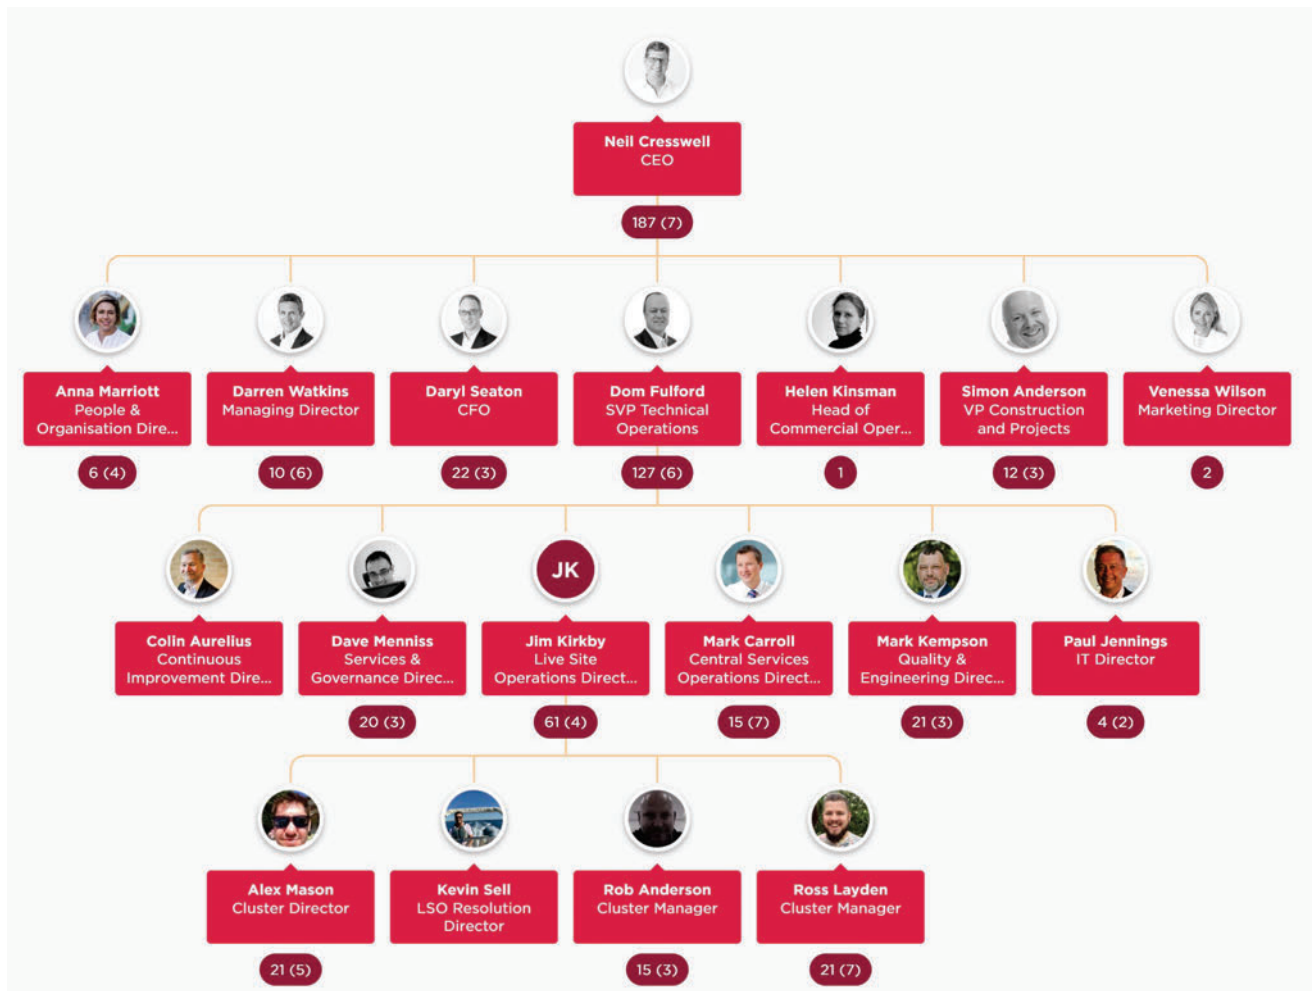 Neil Cresswell
CEO
187 (7)
Anna Marriott
People &
Organisation Dire...
6 (4)
Darren Watkins
Managing Director
10 (6)
Daryl Seaton
CFO
22 (3)
Dom Fulford
SVP Technical
Operations
127 (6)
Helen Kinsman
Head of
Commercial Oper...
1
Simon Anderson
VP Construction
and Projects
12 (3)
Venessa Wilson
Marketing Director
2
Colin Aurelius
Continuous
Improvement Dire...
Dave Menniss
Services &
Governance Direc...
20 (3)
JK
Jim Kirkby
Live Site
Operations Direct...
61 (4)
Mark Carroll
Central Services
Operations Direct...
15 (7)
Mark Kempson
Quality &
Engineering Direc...
21 (3)
Paul Jennings
IT Director
4 (2)
Alex Mason
Cluster Director
21 (5)
Kevin Sell
LSO Resolution
Director
Rob Anderson
Cluster Manager
15 (3)
Ross Layden
Cluster Manager
21 (7)